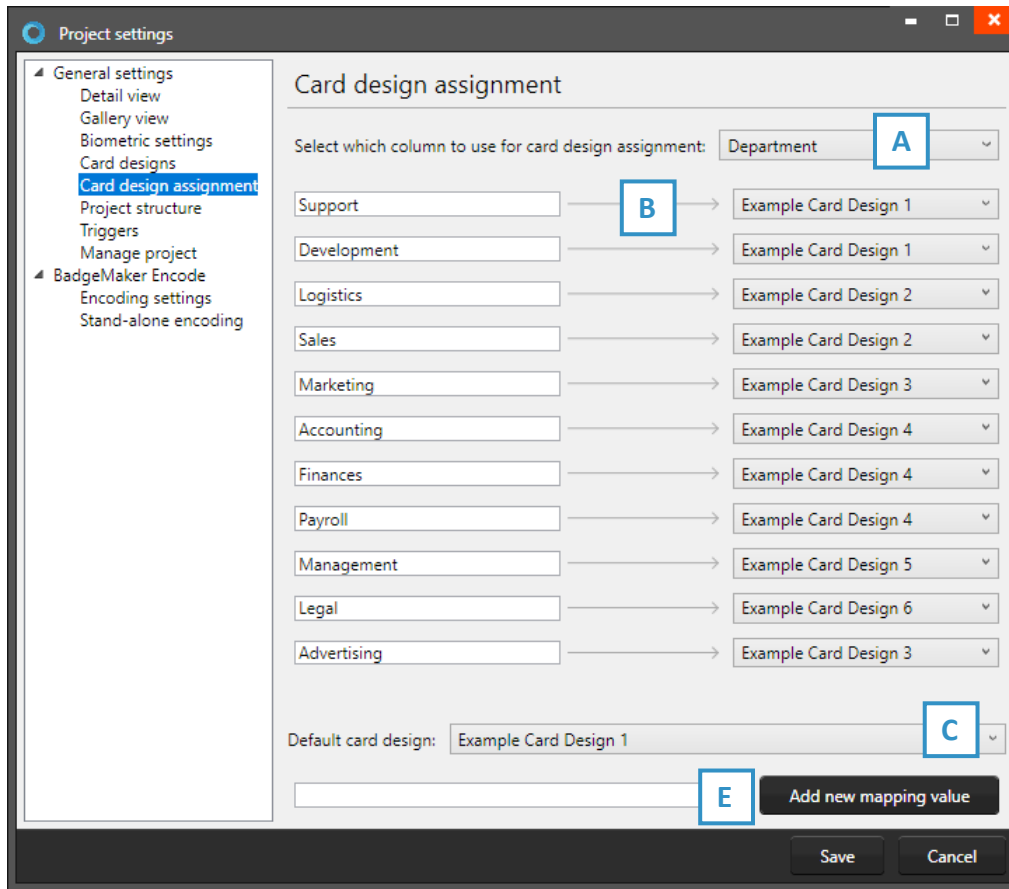 Project settings
General settings
Detail view
Gallery view
Biometric settings
Card designs
Card design assignment
Project structure
Triggers
Manage project
BadgeMaker Encode
Encoding settings
Stand-alone encoding
Card design assignment
Select which column to use for card design assignment: Department A
Support B Example Card Design 1
Development Example Card Design 1
Logistics Example Card Design 2
Sales Example Card Design 2
Marketing Example Card Design 3
Accounting Example Card Design 4
Finances Example Card Design 4
Payroll Example Card Design 4
Management Example Card Design 5
Legal Example Card Design 6
Advertising Example Card Design 3
Default card design: Example Card Design 1 C
E Add new mapping value
Save Cancel